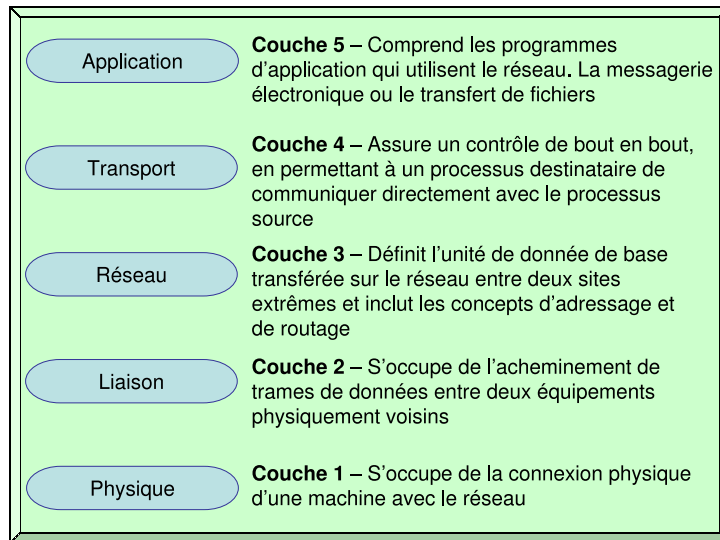 Application
Couche 5 – Comprend les programmes
d'application qui utilisent le réseau. La messagerie
électronique ou le transfert de fichiers
Transport
Couche 4 – Assure un contrôle de bout en bout,
en permettant à un processus destinataire de
communiquer directement avec le processus
source
Réseau
Couche 3 – Définit l'unité de donnée de base
transférée sur le réseau entre deux sites
extrêmes et inclut les concepts d'adressage et
de routage
Liaison
Couche 2 – S'occupe de l'acheminement de
trames de données entre deux équipements
physiquement voisins
Physique
Couche 1 – S'occupe de la connexion physique
d'une machine avec le réseau